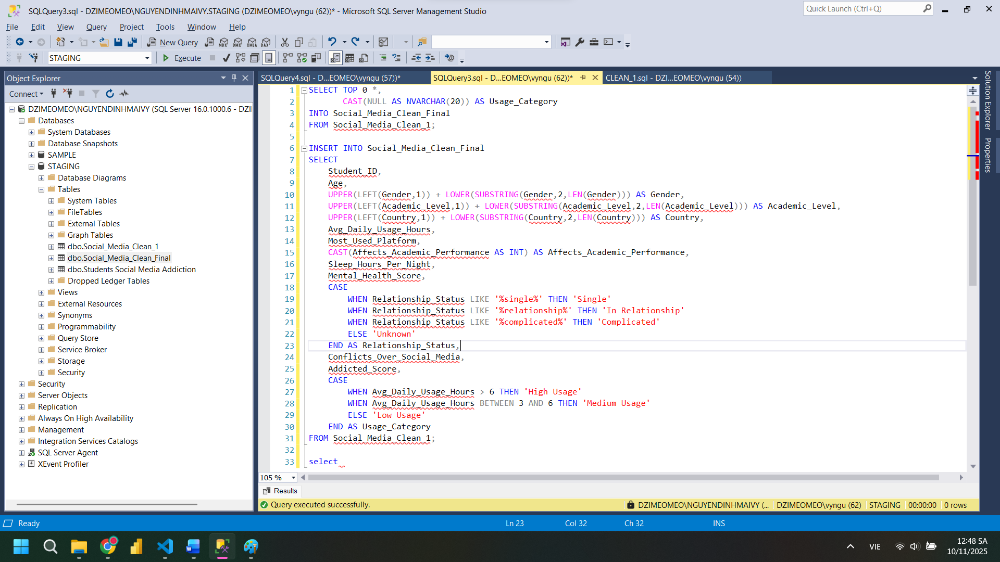 SQLQuery3.sql - DZIMEOMEO\NGUYENDINHMAIVY.STAGING (DZIMEOMEO\vyngu (62))* - Microsoft SQL Server Management Studio
Quick Launch (Ctrl+Q)
File Edit View Query Project Tools Window Help
New Query
MDX DMX XMLA DAX
STAGING
Execute
Object Explorer
Connect
DZIMEOMEO\NGUYENDINHMAIVY (SQL Server 16.0.1000.6 - DZI
Databases
System Databases
Database Snapshots
SAMPLE
STAGING
Database Diagrams
Tables
System Tables
FileTables
External Tables
Graph Tables
dbo.Social_Media_Clean_1
dbo.Social_Media_Clean_Final
dbo.Students Social Media Addiction
Dropped Ledger Tables
Views
External Resources
Synonyms
Programmability
Query Store
Service Broker
Storage
Security
Security
Server Objects
Replication
Always On High Availability
Management
Integration Services Catalogs
SQL Server Agent
XEvent Profiler
SQLQuery4.sql - D...EOMEO\vyngu (57))*
SQLQuery3.sql - D...EOMEO\vyngu (62))*
CLEAN_1.sql - DZI...EOMEO\vyngu (54))
1 SELECT TOP 0 *,
2 CAST(NULL AS NVARCHAR(20)) AS Usage_Category
3 INTO Social_Media_Clean_Final
4 FROM Social_Media_Clean_1;
5
6 INSERT INTO Social_Media_Clean_Final
7 SELECT
8 Student_ID,
9 Age,
10 UPPER(LEFT(Gender,1)) + LOWER(SUBSTRING(Gender,2,LEN(Gender))) AS Gender,
11 UPPER(LEFT(Academic_Level,1)) + LOWER(SUBSTRING(Academic_Level,2,LEN(Academic_Level))) AS Academic_Level,
12 UPPER(LEFT(Country,1)) + LOWER(SUBSTRING(Country,2,LEN(Country))) AS Country,
13 Avg_Daily_Usage_Hours,
14 Most_Used_Platform,
15 CAST(Affects_Academic_Performance AS INT) AS Affects_Academic_Performance,
16 Sleep_Hours_Per_Night,
17 Mental_Health_Score,
18 CASE
19 WHEN Relationship_Status LIKE '%single%' THEN 'Single'
20 WHEN Relationship_Status LIKE '%relationship%' THEN 'In Relationship'
21 WHEN Relationship_Status LIKE '%complicated%' THEN 'Complicated'
22 ELSE 'Unknown'
23 END AS Relationship_Status,
24 Conflicts_Over_Social_Media,
25 Addicted_Score,
26 CASE
27 WHEN Avg_Daily_Usage_Hours > 6 THEN 'High Usage'
28 WHEN Avg_Daily_Usage_Hours BETWEEN 3 AND 6 THEN 'Medium Usage'
29 ELSE 'Low Usage'
30 END AS Usage_Category
31 FROM Social_Media_Clean_1;
32
33 select
105 %
Results
Query executed successfully.
DZIMEOMEO\NGUYENDINHMAIVY (... DZIMEOMEO\vyngu (62) STAGING 00:00:00 0 rows
Solution Explorer
Properties
Ready
Ln 23
Col 32
Ch 32
INS
VIE
12:48 SA
10/11/2025